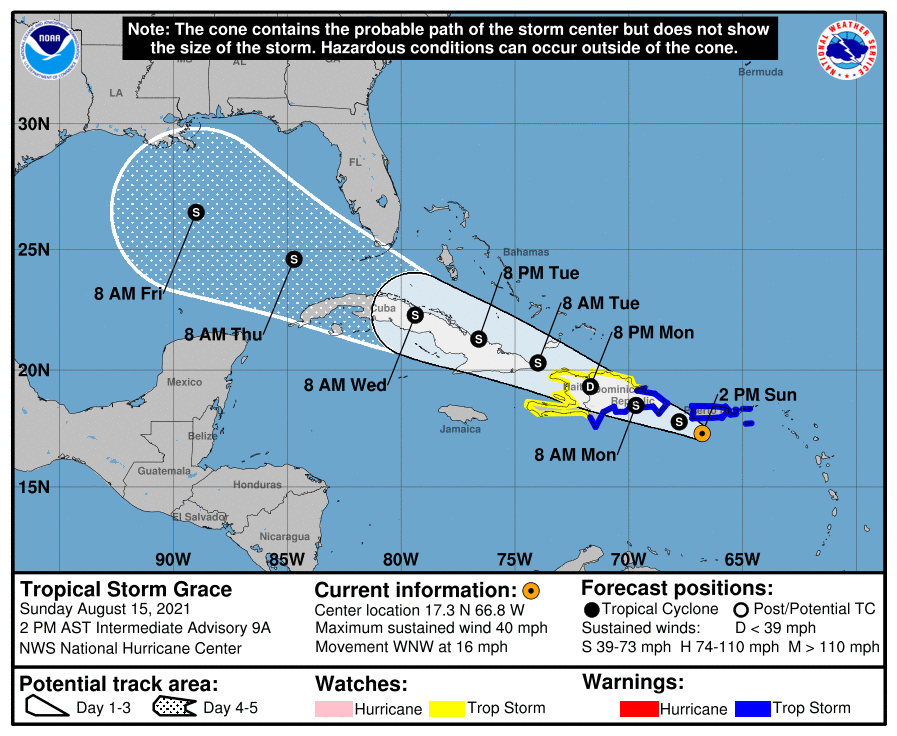 Note: The cone contains the probable path of the storm center but does not show
the size of the storm. Hazardous conditions can occur outside of the cone.
NOAA
NATIONAL WEATHER SERVICE
MS
AL
GA
Bermuda
LA
30N
FL
25N
Bahamas
8 PM Tue
8 AM Fri
8 AM Tue
Cuba
8 AM Thu
8 PM Mon
20N
Mexico
8 AM Wed
Haiti
Dominican
Republic
2 PM Sun
Puerto Rico
Jamaica
Belize
8 AM Mon
Guatemala
Honduras
15N
El Salvador
Nicaragua
90W
85W
80W
75W
70W
65W
S
S
S
S
S
D
S
S
Tropical Storm Grace
Sunday August 15, 2021
2 PM AST Intermediate Advisory 9A
NWS National Hurricane Center
Current information:
Center location 17.3 N 66.8 W
Maximum sustained wind 40 mph
Movement WNW at 16 mph
Forecast positions:
Tropical Cyclone Post/Potential TC
Sustained winds: D < 39 mph
S 39-73 mph H 74-110 mph M > 110 mph
Potential track area:
Day 1-3 Day 4-5
Watches:
Hurricane Trop Storm
Warnings:
Hurricane Trop Storm